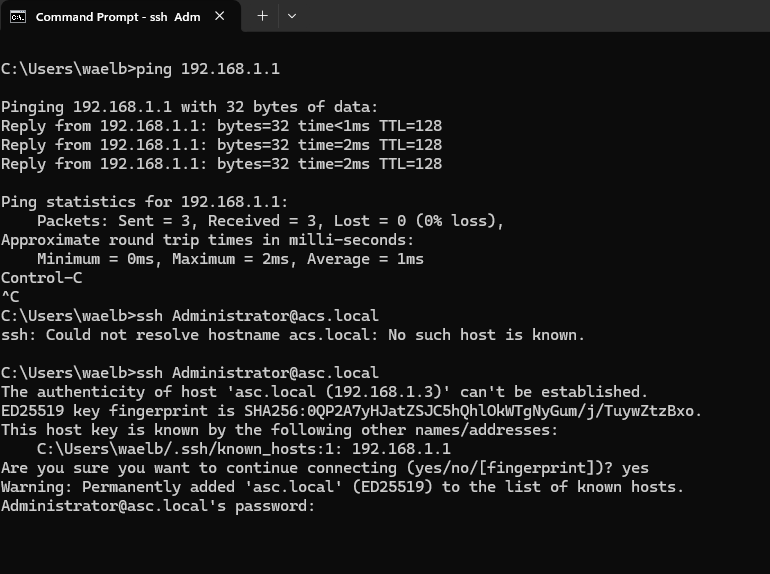 Command Prompt - ssh Adm
C:\Users\waelb>ping 192.168.1.1
Pinging 192.168.1.1 with 32 bytes of data:
Reply from 192.168.1.1: bytes=32 time<1ms TTL=128
Reply from 192.168.1.1: bytes=32 time=2ms TTL=128
Reply from 192.168.1.1: bytes=32 time=2ms TTL=128
Ping statistics for 192.168.1.1:
    Packets: Sent = 3, Received = 3, Lost = 0 (0% loss),
Approximate round trip times in milli-seconds:
    Minimum = 0ms, Maximum = 2ms, Average = 1ms
Control-C
^C
C:\Users\waelb>ssh Administrator@acs.local
ssh: Could not resolve hostname acs.local: No such host is known.
C:\Users\waelb>ssh Administrator@asc.local
The authenticity of host 'asc.local (192.168.1.3)' can't be established.
ED25519 key fingerprint is SHA256:0QP2A7yHJatZSJC5hQhlOkWTgNyGum/j/TuywZtzBxo.
This host key is known by the following other names/addresses:
    C:\Users\waelb/.ssh/known_hosts:1: 192.168.1.1
Are you sure you want to continue connecting (yes/no/[fingerprint])? yes
Warning: Permanently added 'asc.local' (ED25519) to the list of known hosts.
Administrator@asc.local's password: